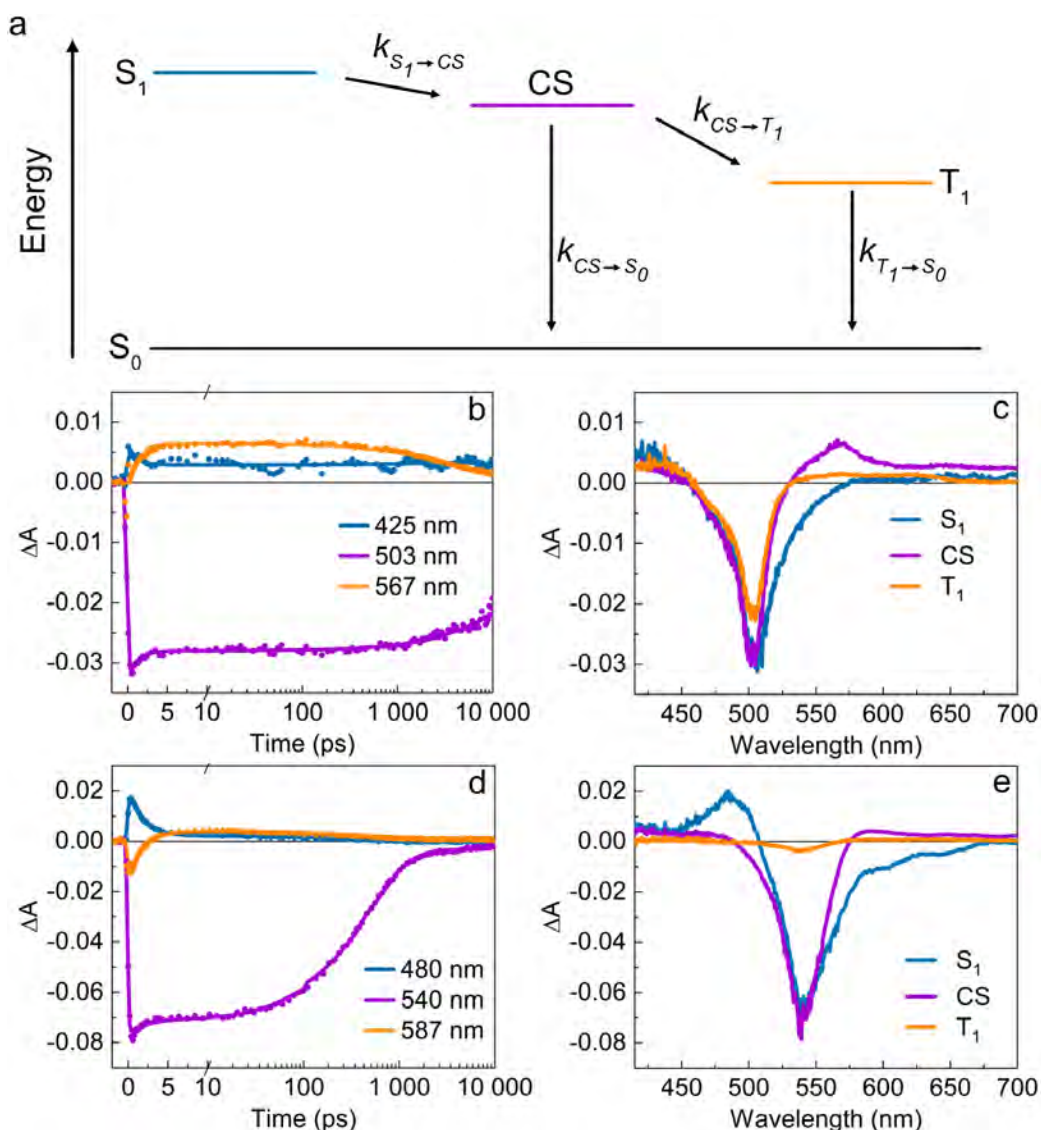 a
Energy
S1
kS1→CS
CS
kCS→T1
T1
kCS→S0
kT1→S0
S0
b
0.01
0.00
-0.01
-0.02
-0.03
ΔA
425 nm
503 nm
567 nm
0 5 10 100 1 000 10 000
Time (ps)
c
0.01
0.00
-0.01
-0.02
-0.03
ΔA
S1
CS
T1
450 500 550 600 650 700
Wavelength (nm)
d
0.02
0.00
-0.02
-0.04
-0.06
-0.08
ΔA
480 nm
540 nm
587 nm
0 5 10 100 1 000 10 000
Time (ps)
e
0.02
0.00
-0.02
-0.04
-0.06
-0.08
ΔA
S1
CS
T1
450 500 550 600 650 700
Wavelength (nm)